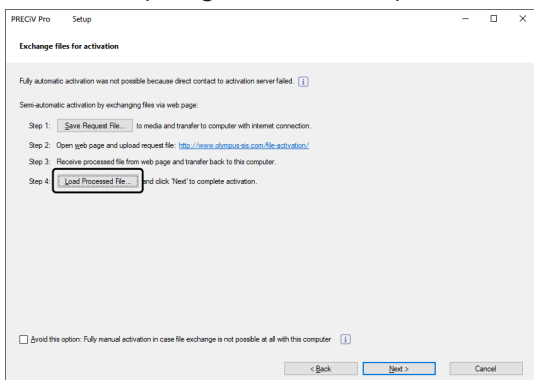 PRECiV Pro Setup
Exchange files for activation
Fully automatic activation was not possible because direct contact to activation server failed. i
Semi-automatic activation by exchanging files via web page:
Step 1: Save Request File... to media and transfer to computer with internet connection.
Step 2: Open web page and upload request file: http://www.olympus-sis.com/file-activation/
Step 3: Receive processed file from web page and transfer back to this computer.
Step 4: Load Processed File... and click 'Next' to complete activation.
Avoid this option: Fully manual activation in case file exchange is not possible at all with this computer i
< Back Next > Cancel